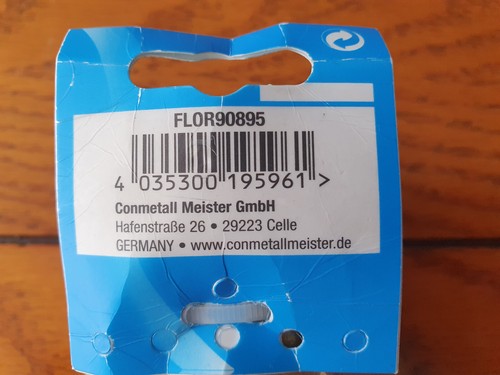 FLOR90895
4 035300 195961 >
Conmetall Meister GmbH
Hafenstraße 26 • 29223 Celle
GERMANY • www.conmetallmeister.de